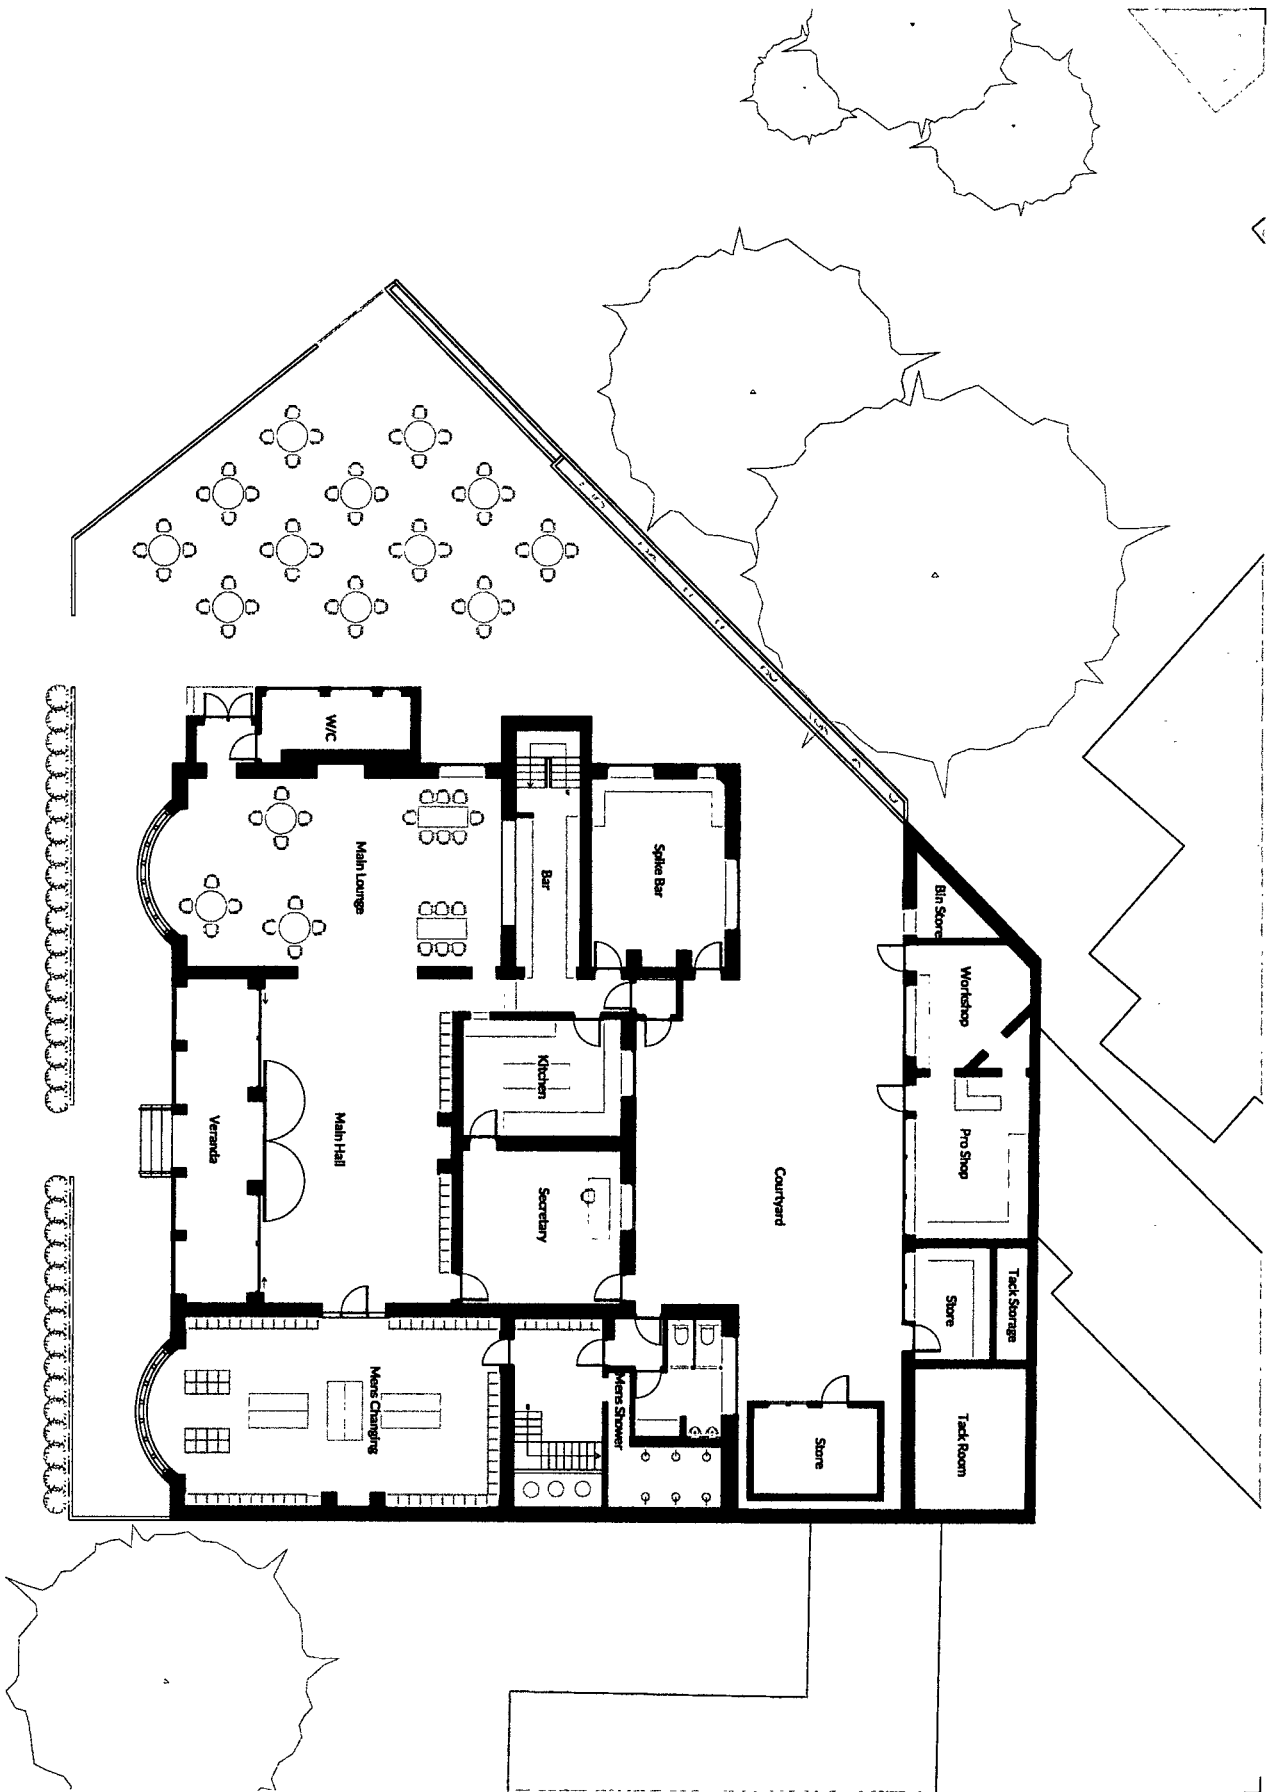 W/C
Main Lounge
Bar
Spike Bar
Bin Store
Workshop
Kitchen
Main Hall
Veranda
Secretary
Courtyard
Pro Shop
Store
Tack Storage
Mens Changing
Mens Shower
Store
Tack Room